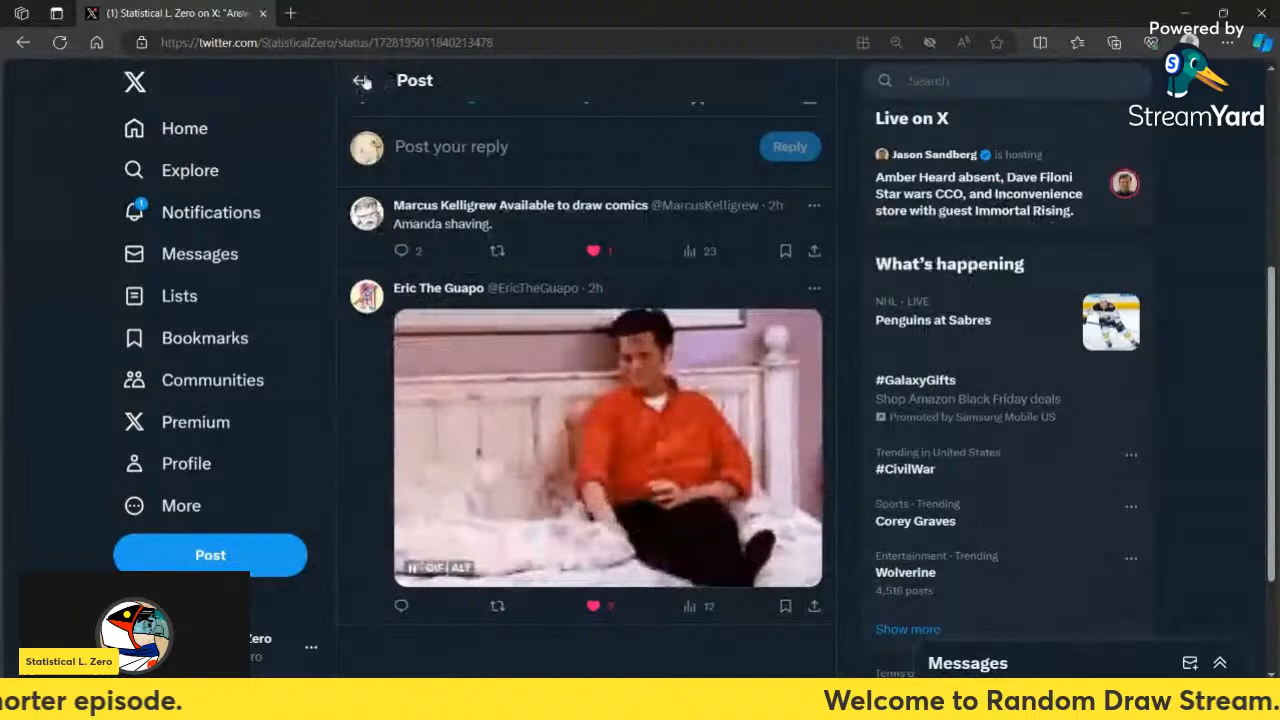 (1) Statistical L. Zero on X: "Answ
https://twitter.com/StatisticalZero/status/1728195011840213478
Powered by
StreamYard
Post
Search
Home
Explore
1
Notifications
Messages
Lists
Bookmarks
Communities
Premium
Profile
More
Post
Post your reply
Reply
Marcus Kelligrew Available to draw comics @MarcusKelligrew · 2h
Amanda shaving.
2
1
23
Eric The Guapo @EricTheGuapo · 2h
GIF ALT
12
Live on X
Jason Sandberg is hosting
Amber Heard absent, Dave Filoni
Star wars CCO, and Inconvenience
store with guest Immortal Rising.
What's happening
NHL · LIVE
Penguins at Sabres
#GalaxyGifts
Shop Amazon Black Friday deals
Promoted by Samsung Mobile US
Trending in United States
#CivilWar
Sports · Trending
Corey Graves
Entertainment · Trending
Wolverine
4,516 posts
Show more
Messages
Zero
ro
Statistical L. Zero
horter episode.
Welcome to Random Draw Stream.